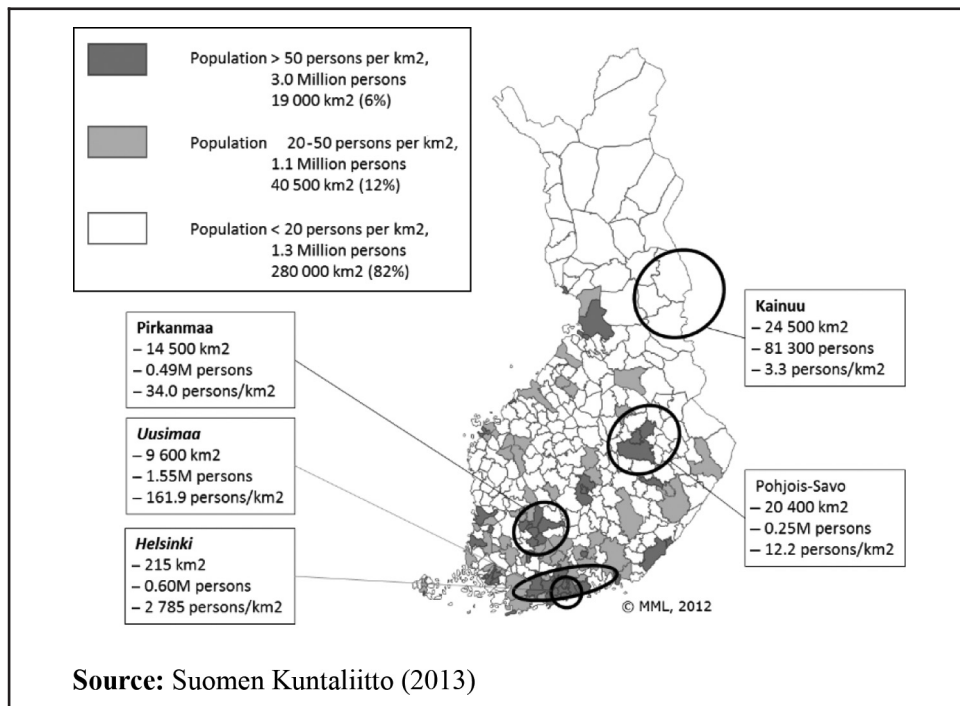 Population > 50 persons per km2,
3.0 Million persons
19 000 km2 (6%)
Population 20-50 persons per km2,
1.1 Million persons
40 500 km2 (12%)
Population < 20 persons per km2,
1.3 Million persons
280 000 km2 (82%)
Pirkanmaa
– 14 500 km2
– 0.49M persons
– 34.0 persons/km2
Uusimaa
– 9 600 km2
– 1.55M persons
– 161.9 persons/km2
Helsinki
– 215 km2
– 0.60M persons
– 2 785 persons/km2
Kainuu
– 24 500 km2
– 81 300 persons
– 3.3 persons/km2
Pohjois-Savo
– 20 400 km2
– 0.25M persons
– 12.2 persons/km2
© MML, 2012
Source: Suomen Kuntaliitto (2013)